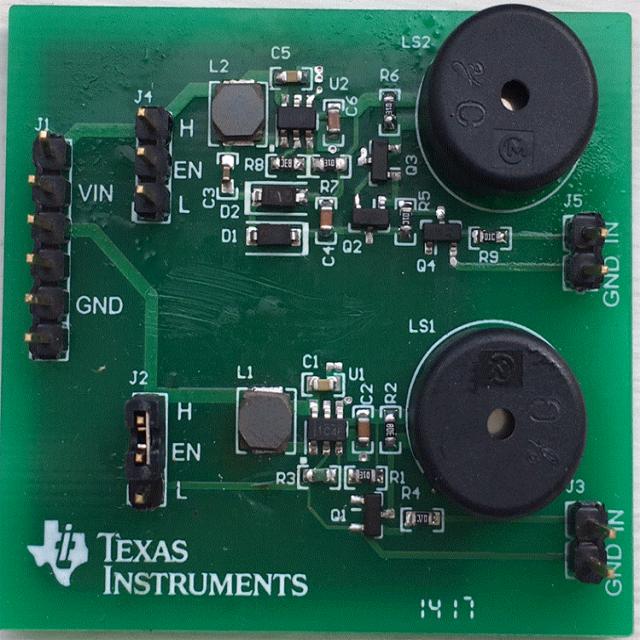 LS2
C5
L2
U2
R6
C6
J4
H
J1
EN
R8
R7
Q3
VIN
C3
L
D2
R5
J5
IN
D1
C4
Q2
Q4
R9
GND
GND
LS1
C1
U1
L1
J2
C2
R2
H
EN
R3
R1
L
R4
J3
Q1
IN
GND
TEXAS
INSTRUMENTS
1417